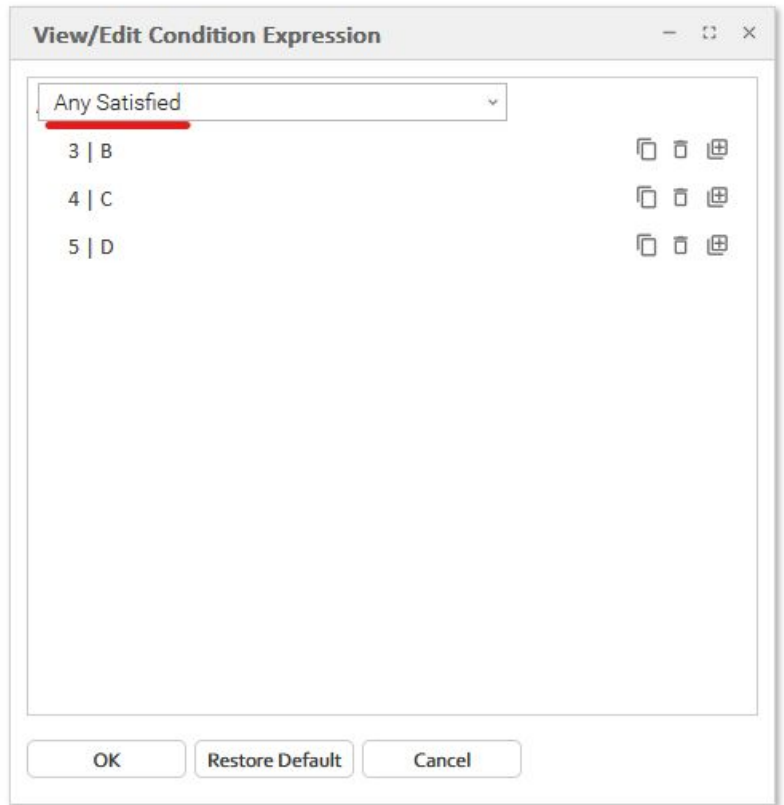 View/Edit Condition Expression
Any Satisfied
3 | B
4 | C
5 | D
OK Restore Default Cancel